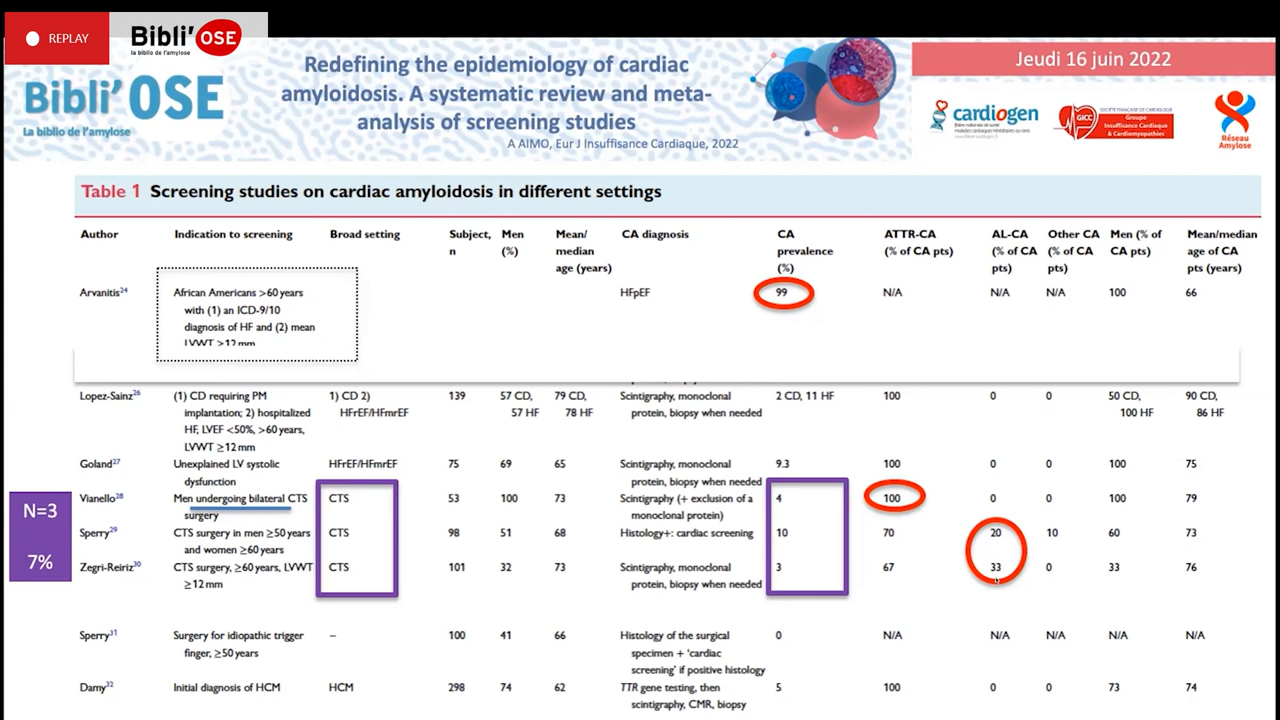 REPLAY
Bibli'OSE
la biblio de l'amylose
Bibli'OSE
La biblio de l'amylose
Redefining the epidemiology of cardiac
amyloidosis. A systematic review and meta-
analysis of screening studies
A AIMO, Eur J Insuffisance Cardiaque, 2022
Jeudi 16 juin 2022
cardiogen
GICC
Groupe
Insuffisance Cardiaque
& Cardiomyopathies
Réseau
Amylose
Table 1 Screening studies on cardiac amyloidosis in different settings
Author Indication to screening Broad setting Subject, Men Mean/ CA diagnosis CA ATTR-CA AL-CA Other CA Men (% of Mean/median
n (%) median prevalence (% of CA pts) (% of CA (% of CA CA pts) age of CA
age (years) (%) pts) pts) pts (years)
Arvanitis24 African Americans >60 years HFpEF 99 N/A N/A N/A 100 66
with (1) an ICD-9/10
diagnosis of HF and (2) mean
LVWT >12 mm
Lopez-Sainz26 (1) CD requiring PM 1) CD 2) 139 57 CD, 79 CD, Scintigraphy, monoclonal 2 CD, 11 HF 100 0 0 50 CD, 90 CD,
implantation; 2) hospitalized HFrEF/HFmrEF 57 HF 78 HF protein, biopsy when needed 100 HF 86 HF
HF, LVEF <50%, >60 years,
LVWT ≥12 mm
Goland27 Unexplained LV systolic HFrEF/HFmrEF 75 69 65 Scintigraphy, monoclonal 9.3 100 0 0 100 75
dysfunction protein, biopsy when needed
Vianello28 Men undergoing bilateral CTS CTS 53 100 73 Scintigraphy (+ exclusion of a 4 100 0 0 100 79
surgery monoclonal protein)
N=3
7%
Sperry29 CTS surgery in men ≥50 years CTS 98 51 68 Histology+: cardiac screening 10 70 20 10 60 73
and women ≥60 years
Zegri-Reiriz30 CTS surgery, ≥60 years, LVWT CTS 101 32 73 Scintigraphy, monoclonal 3 67 33 0 33 76
≥12 mm protein, biopsy when needed
Sperry31 Surgery for idiopathic trigger – 100 41 66 Histology of the surgical 0 N/A N/A N/A N/A N/A
finger, ≥50 years specimen + 'cardiac
screening' if positive histology
Damy32 Initial diagnosis of HCM HCM 298 74 62 TTR gene testing, then 5 100 0 0 73 74
scintigraphy, CMR, biopsy